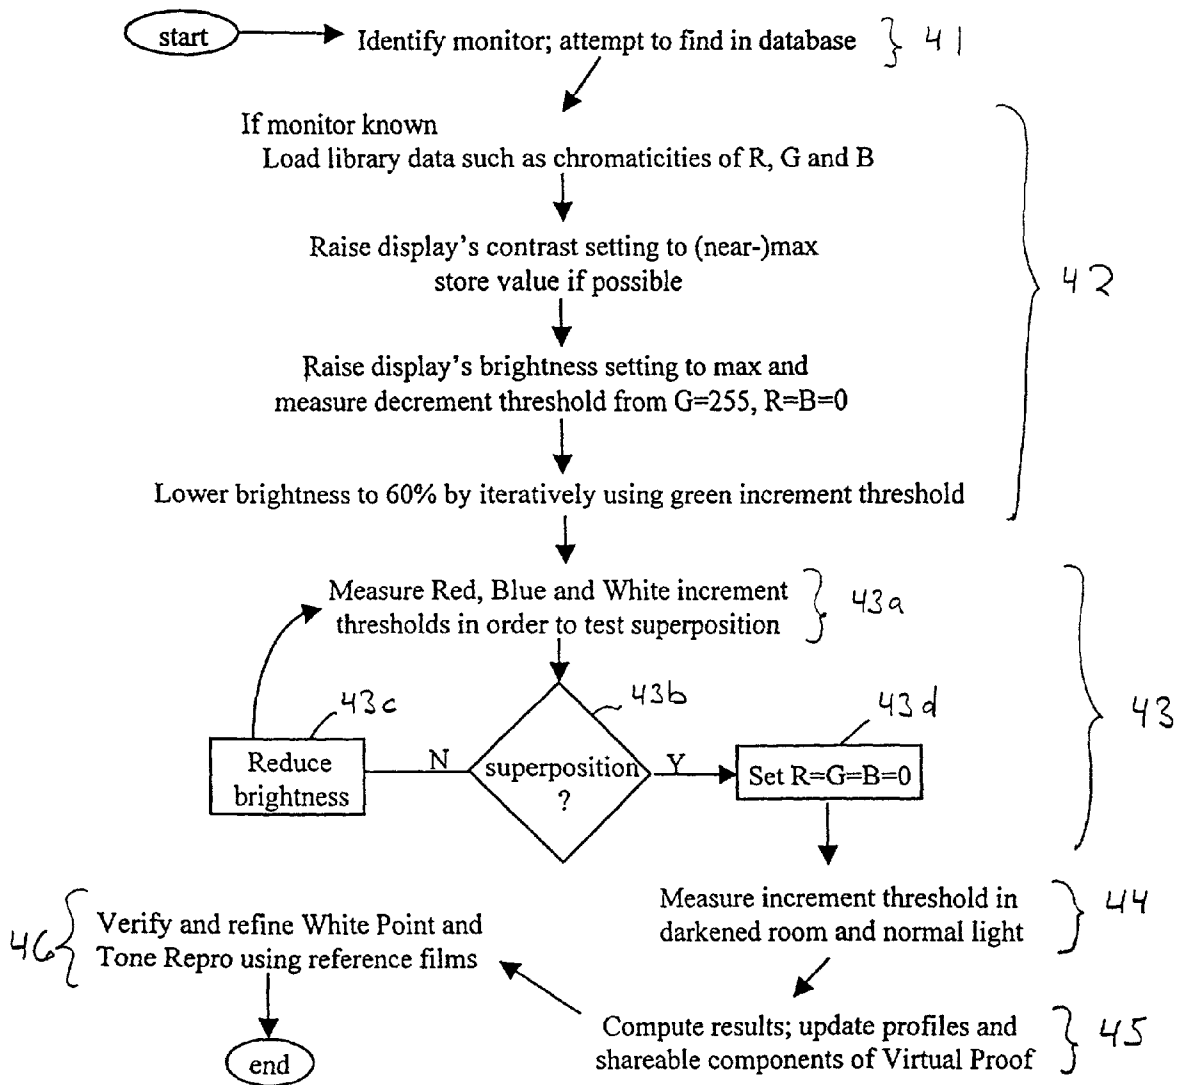 start
Identify monitor; attempt to find in database
41
If monitor known
Load library data such as chromaticities of R, G and B
Raise display's contrast setting to (near-)max
store value if possible
42
Raise display's brightness setting to max and
measure decrement threshold from G=255, R=B=0
Lower brightness to 60% by iteratively using green increment threshold
Measure Red, Blue and White increment
thresholds in order to test superposition
43a
43c
43b
43d
43
Reduce
brightness
N
superposition
?
Y
Set R=G=B=0
Measure increment threshold in
darkened room and normal light
44
46
Verify and refine White Point and
Tone Repro using reference films
Compute results; update profiles and
shareable components of Virtual Proof
45
end